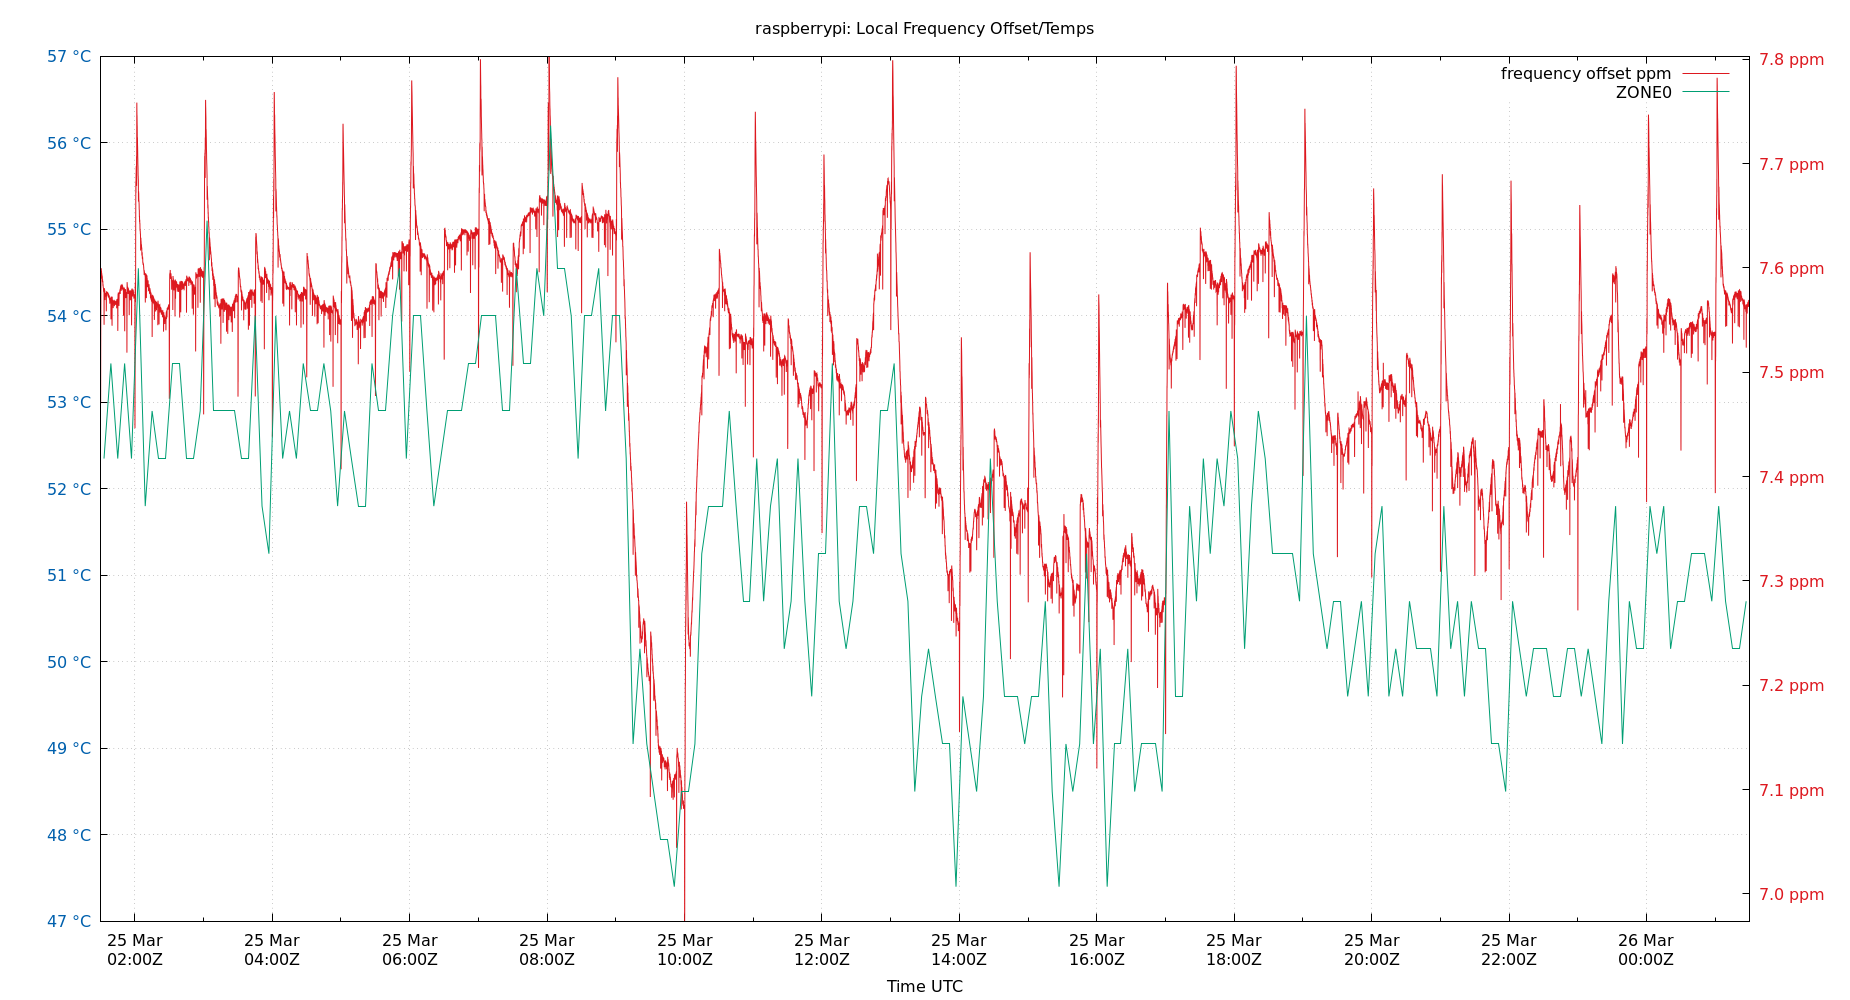 raspberrypi: Local Frequency Offset/Temps
57 °C
56 °C
55 °C
54 °C
53 °C
52 °C
51 °C
50 °C
49 °C
48 °C
47 °C
7.8 ppm
7.7 ppm
7.6 ppm
7.5 ppm
7.4 ppm
7.3 ppm
7.2 ppm
7.1 ppm
7.0 ppm
frequency offset ppm
ZONE0
25 Mar 25 Mar 25 Mar 25 Mar 25 Mar 25 Mar 25 Mar 25 Mar 25 Mar 25 Mar 25 Mar 26 Mar
02:00Z 04:00Z 06:00Z 08:00Z 10:00Z 12:00Z 14:00Z 16:00Z 18:00Z 20:00Z 22:00Z 00:00Z
Time UTC